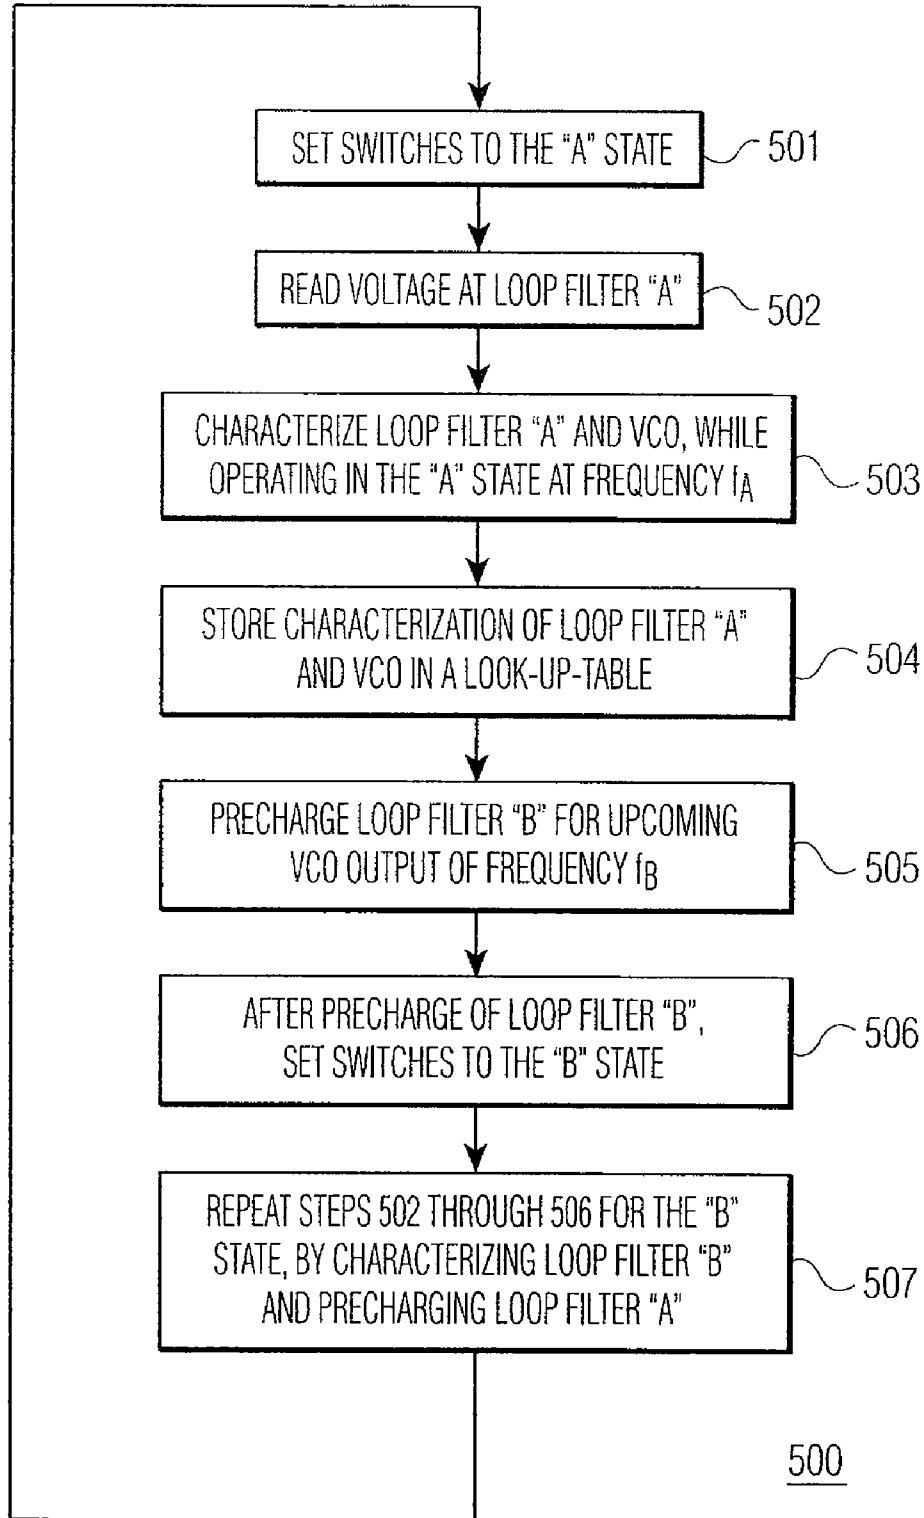 SET SWITCHES TO THE "A" STATE
501
READ VOLTAGE AT LOOP FILTER "A"
502
CHARACTERIZE LOOP FILTER "A" AND VCO, WHILE
OPERATING IN THE "A" STATE AT FREQUENCY fA
503
STORE CHARACTERIZATION OF LOOP FILTER "A"
AND VCO IN A LOOK-UP-TABLE
504
PRECHARGE LOOP FILTER "B" FOR UPCOMING
VCO OUTPUT OF FREQUENCY fB
505
AFTER PRECHARGE OF LOOP FILTER "B",
SET SWITCHES TO THE "B" STATE
506
REPEAT STEPS 502 THROUGH 506 FOR THE "B"
STATE, BY CHARACTERIZING LOOP FILTER "B"
AND PRECHARGING LOOP FILTER "A"
507
500